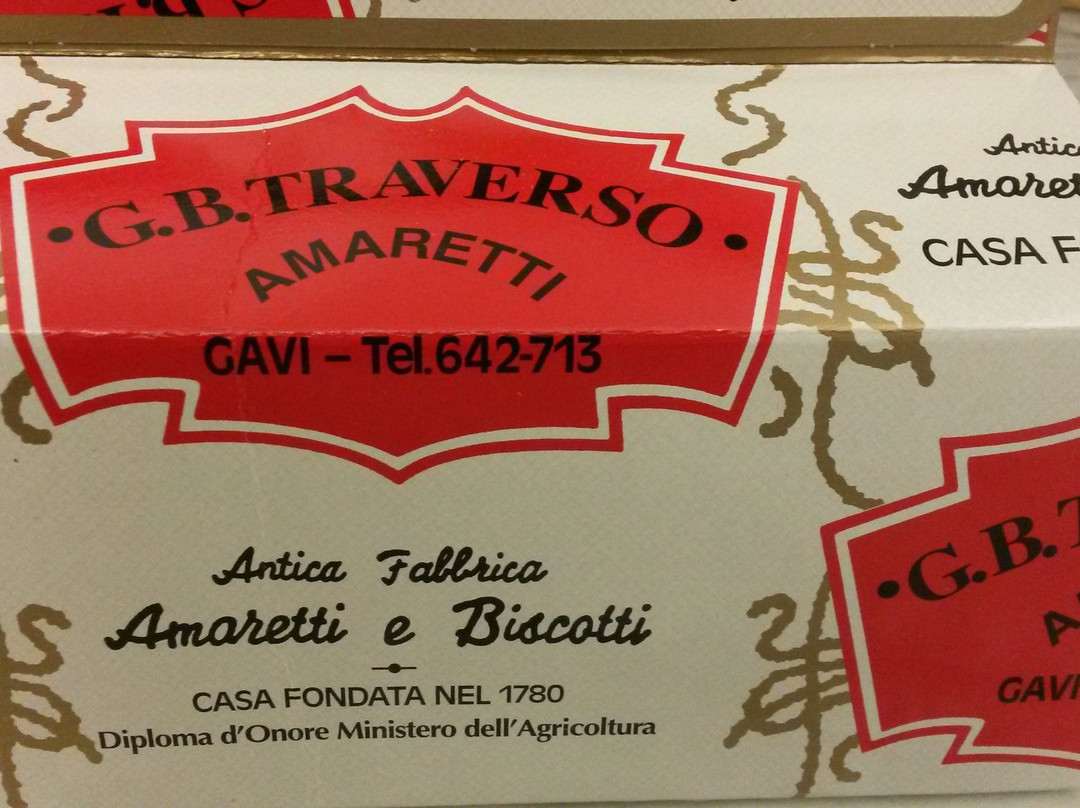 • G.B. TRAVERSO •
AMARETTI
GAVI – Tel. 642-713
Antica Fabbrica
Amaretti e Biscotti
CASA FONDATA NEL 1780
Diploma d'Onore Ministero dell'Agricoltura
CASA
• G.B.
GAVI